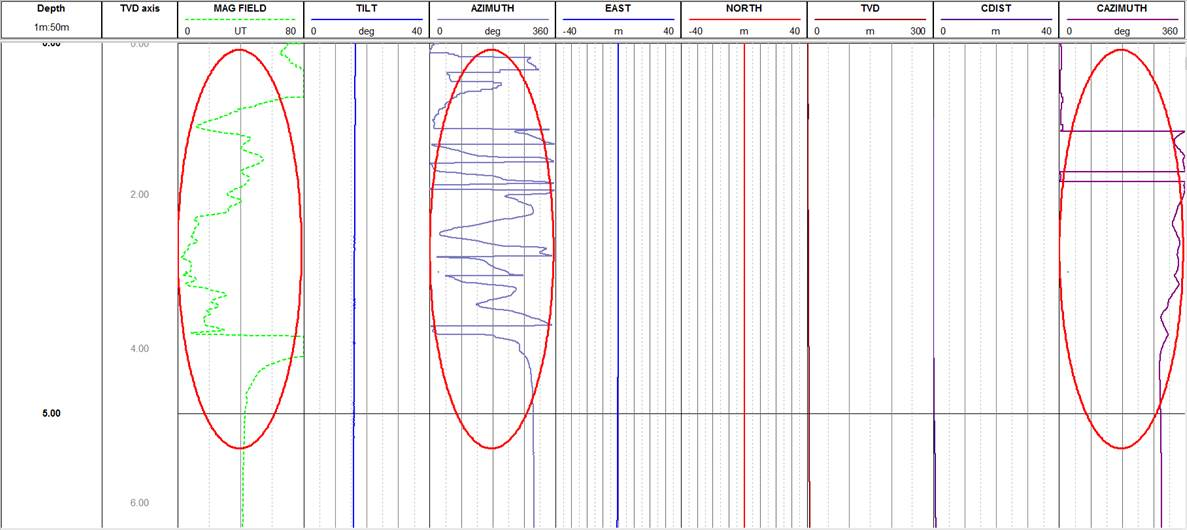 Depth TVD axis MAG FIELD TILT AZIMUTH EAST NORTH TVD CDIST CAZIMUTH
1m:50m 0 UT 80 0 deg 40 0 deg 360 -40 m 40 -40 m 40 0 m 300 0 m 40 0 deg 360
0.00 0.00
2.00
4.00
5.00
6.00